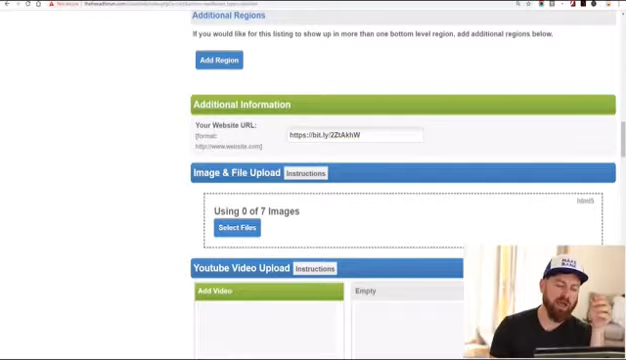 Not secure
Additional Regions
If you would like for this listing to show up in more than one bottom level region, add additional regions below.
Add Region
Additional Information
Your Website URL:
[format:
http://www.website.com]
https://bit.ly/2ZtAkhW
Image & File Upload
Instructions
html5
Using 0 of 7 Images
Select Files
Youtube Video Upload
Instructions
Add Video
Empty